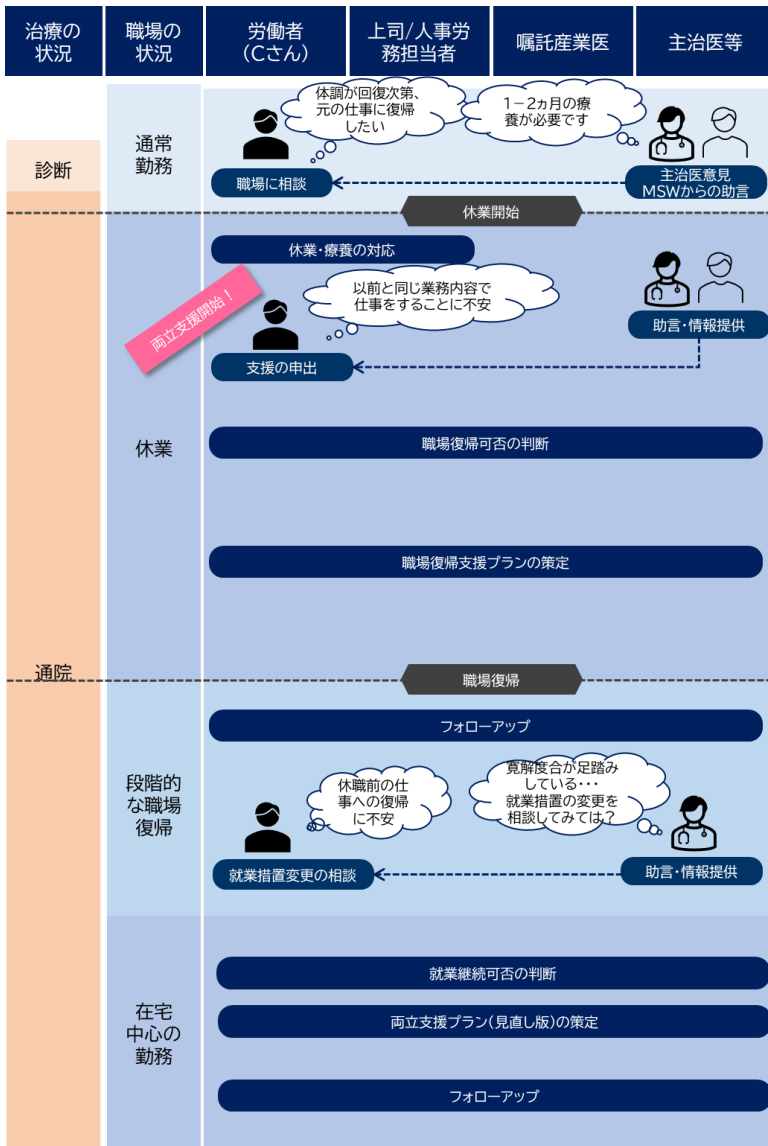 治療の
状況
職場の
状況
労働者
(Cさん)
上司/人事労
務担当者
嘱託産業医
主治医等
診断
通院
通常
勤務
体調が回復次第、
元の仕事に復帰
したい
1－2ヵ月の療
養が必要です
職場に相談
主治医意見
MSWからの助言
休業開始
休業
休業・療養の対応
両立支援開始！
以前と同じ業務内容で
仕事をすることに不安
支援の申出
助言・情報提供
職場復帰可否の判断
職場復帰支援プランの策定
職場復帰
段階的
な職場
復帰
フォローアップ
休職前の仕
事への復帰
に不安
寛解度合が足踏み
している・・・
就業措置の変更を
相談してみては？
就業措置変更の相談
助言・情報提供
在宅
中心の
勤務
就業継続可否の判断
両立支援プラン(見直し版)の策定
フォローアップ